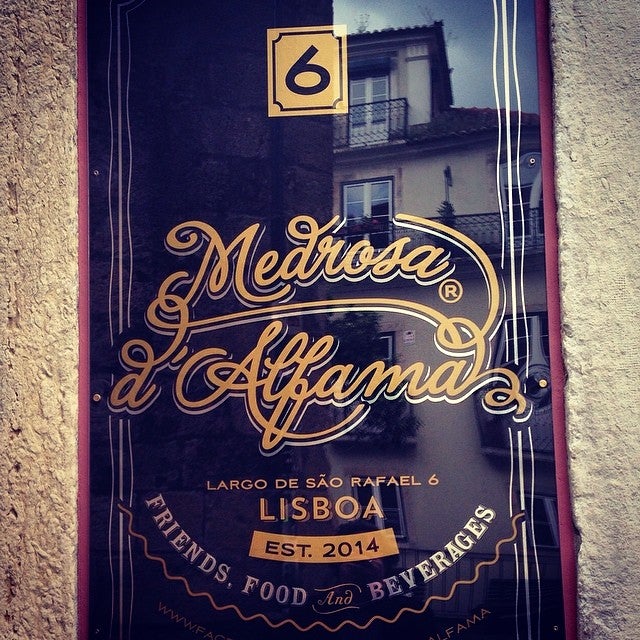 6
Medrosa ®
d'Alfama
LARGO DE SÃO RAFAEL 6
LISBOA
EST. 2014
FRIENDS, FOOD And BEVERAGES